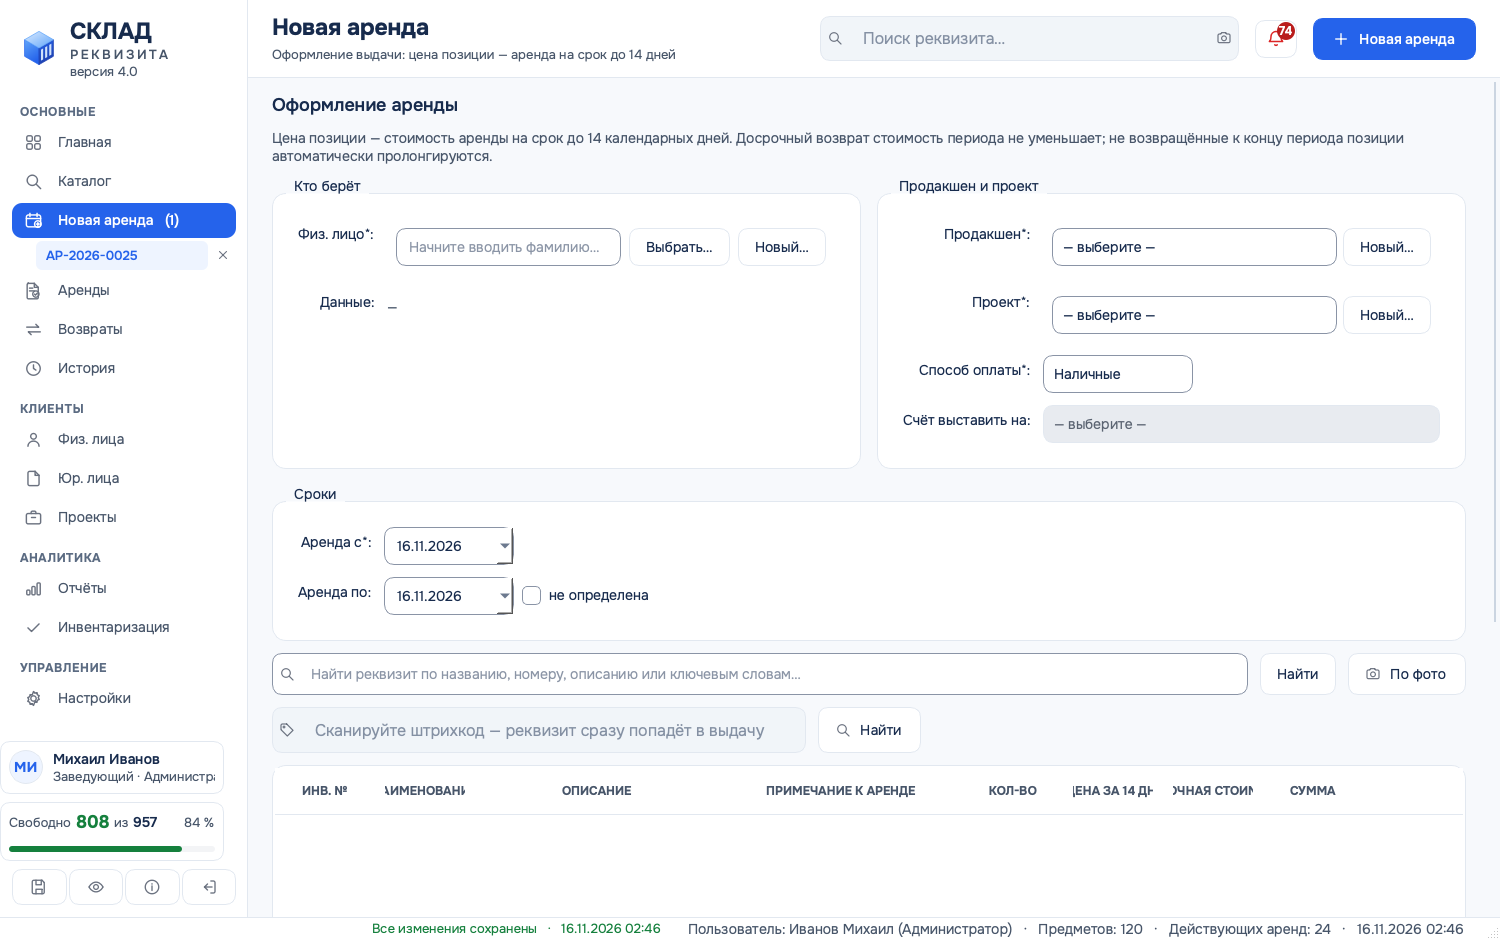 СКЛАД
РЕКВИЗИТА
версия 4.0
ОСНОВНЫЕ
Главная
Каталог
Новая аренда (1)
АР-2026-0025
Аренды
Возвраты
История
КЛИЕНТЫ
Физ. лица
Юр. лица
Проекты
АНАЛИТИКА
Отчёты
Инвентаризация
УПРАВЛЕНИЕ
Настройки
МИ
Михаил Иванов
Заведующий · Администра
Свободно 808 из 957 84 %
Новая аренда
Оформление выдачи: цена позиции — аренда на срок до 14 дней
Поиск реквизита…
74
Новая аренда
Оформление аренды
Цена позиции — стоимость аренды на срок до 14 календарных дней. Досрочный возврат стоимость периода не уменьшает; не возвращённые к концу периода позиции
автоматически пролонгируются.
Кто берёт
Физ. лицо*: Начните вводить фамилию… Выбрать… Новый…
Данные: —
Продакшен и проект
Продакшен*: — выберите — Новый…
Проект*: — выберите — Новый…
Способ оплаты*: Наличные
Счёт выставить на: — выберите —
Сроки
Аренда с*: 16.11.2026
Аренда по: 16.11.2026 не определена
Найти реквизит по названию, номеру, описанию или ключевым словам… Найти По фото
Сканируйте штрихкод — реквизит сразу попадёт в выдачу Найти
ИНВ. № АИМЕНОВАНИ ОПИСАНИЕ ПРИМЕЧАНИЕ К АРЕНДЕ КОЛ-ВО ЦЕНА ЗА 14 ДН ОЧНАЯ СТОИМ СУММА
Все изменения сохранены · 16.11.2026 02:46 Пользователь: Иванов Михаил (Администратор) · Предметов: 120 · Действующих аренд: 24 · 16.11.2026 02:46